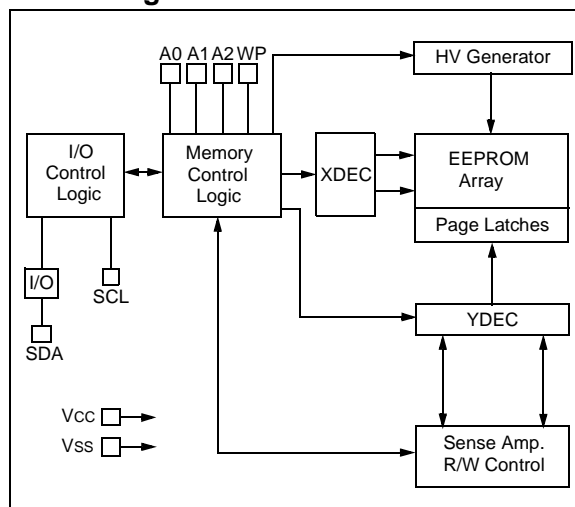 A0 A1 A2 WP
HV Generator
I/O
Control
Logic
Memory
Control
Logic
XDEC
EEPROM
Array
Page Latches
I/O
SCL
SDA
YDEC
Vcc
Vss
Sense Amp.
R/W Control